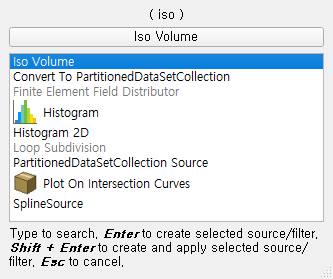 ( iso )
Iso Volume
Iso Volume
Convert To PartitionedDataSetCollection
Finite Element Field Distributor
Histogram
Histogram 2D
Loop Subdivision
PartitionedDataSetCollection Source
Plot On Intersection Curves
SplineSource
Type to search. Enter to create selected source/filter.
Shift + Enter to create and apply selected source/
filter. Esc to cancel.